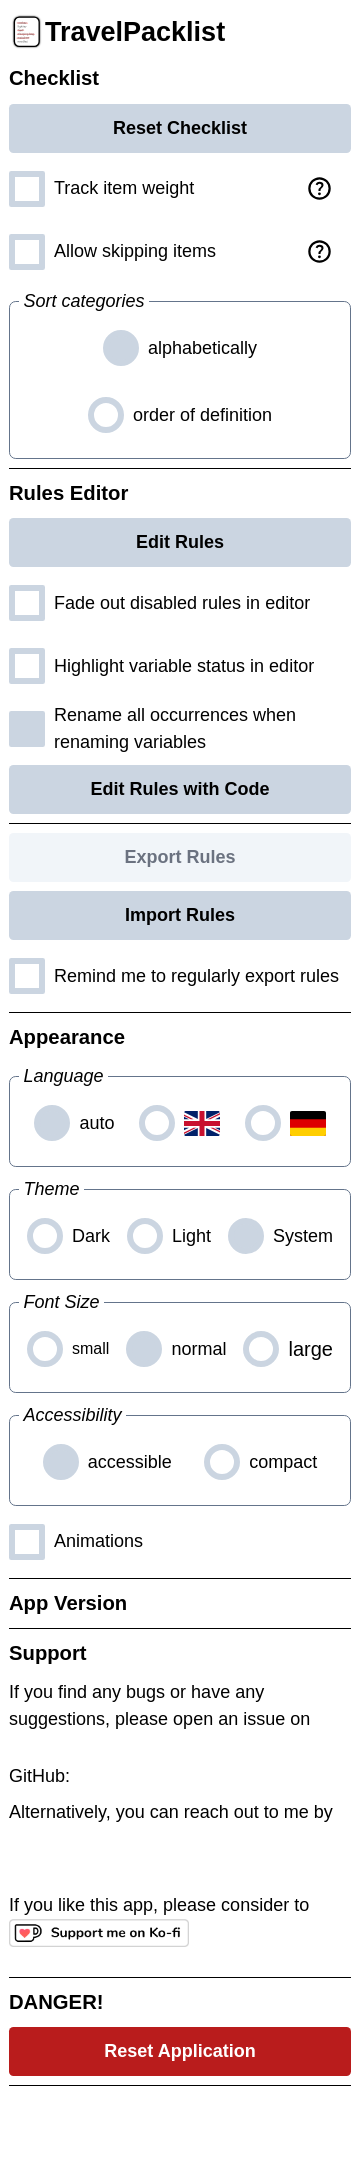 TravelPacklist
Checklist
Reset Checklist
Track item weight
Allow skipping items
Sort categories
alphabetically
order of definition
Rules Editor
Edit Rules
Fade out disabled rules in editor
Highlight variable status in editor
Rename all occurrences when
renaming variables
Edit Rules with Code
Export Rules
Import Rules
Remind me to regularly export rules
Appearance
Language
auto
Theme
Dark Light System
Font Size
small normal large
Accessibility
accessible compact
Animations
App Version
Support
If you find any bugs or have any
suggestions, please open an issue on
GitHub:
Alternatively, you can reach out to me by
If you like this app, please consider to
Support me on Ko-fi
DANGER!
Reset Application